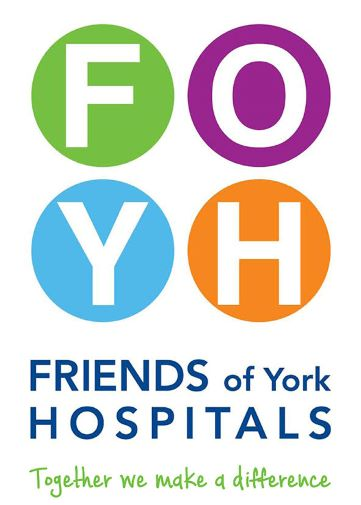 F O
Y H
FRIENDS of York
HOSPITALS
Together we make a difference